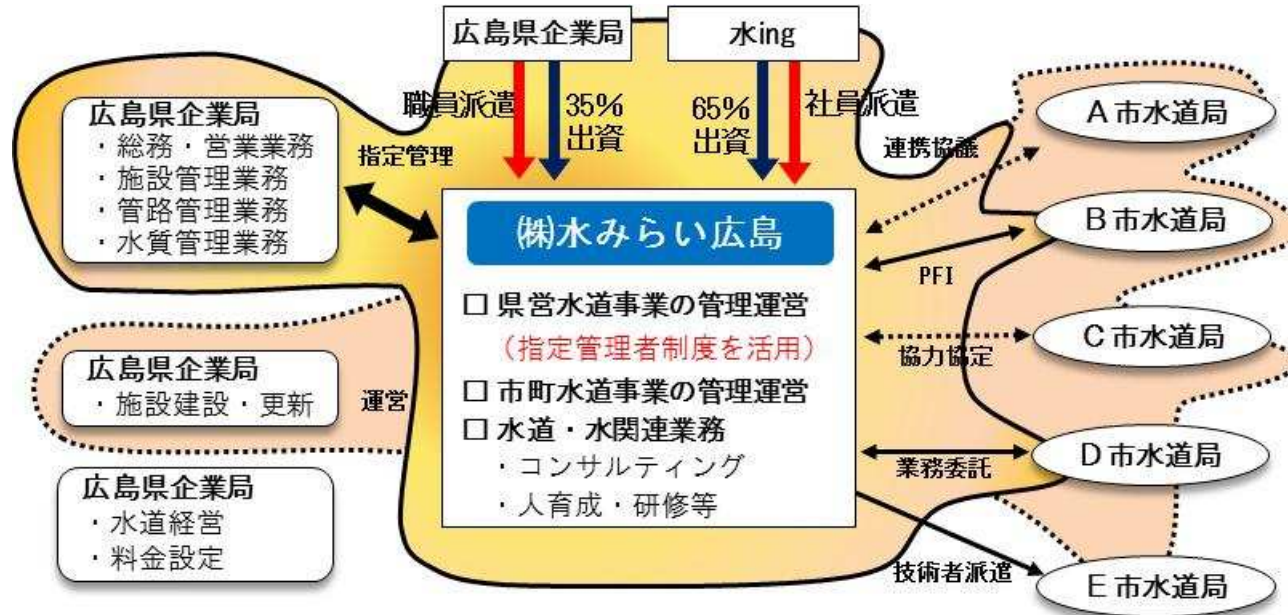 広島県企業局
水ing
職員派遣
35%
出資
65%
出資
社員派遣
広島県企業局
・総務・営業業務
・施設管理業務
・管路管理業務
・水質管理業務
指定管理
広島県企業局
・施設建設・更新
運営
広島県企業局
・水道経営
・料金設定
㈱水みらい広島
□ 県営水道事業の管理運営
（指定管理者制度を活用）
□ 市町水道事業の管理運営
□ 水道・水関連業務
・コンサルティング
・人育成・研修等
連携協議
A市水道局
PFI
B市水道局
協力協定
C市水道局
業務委託
D市水道局
技術者派遣
E市水道局